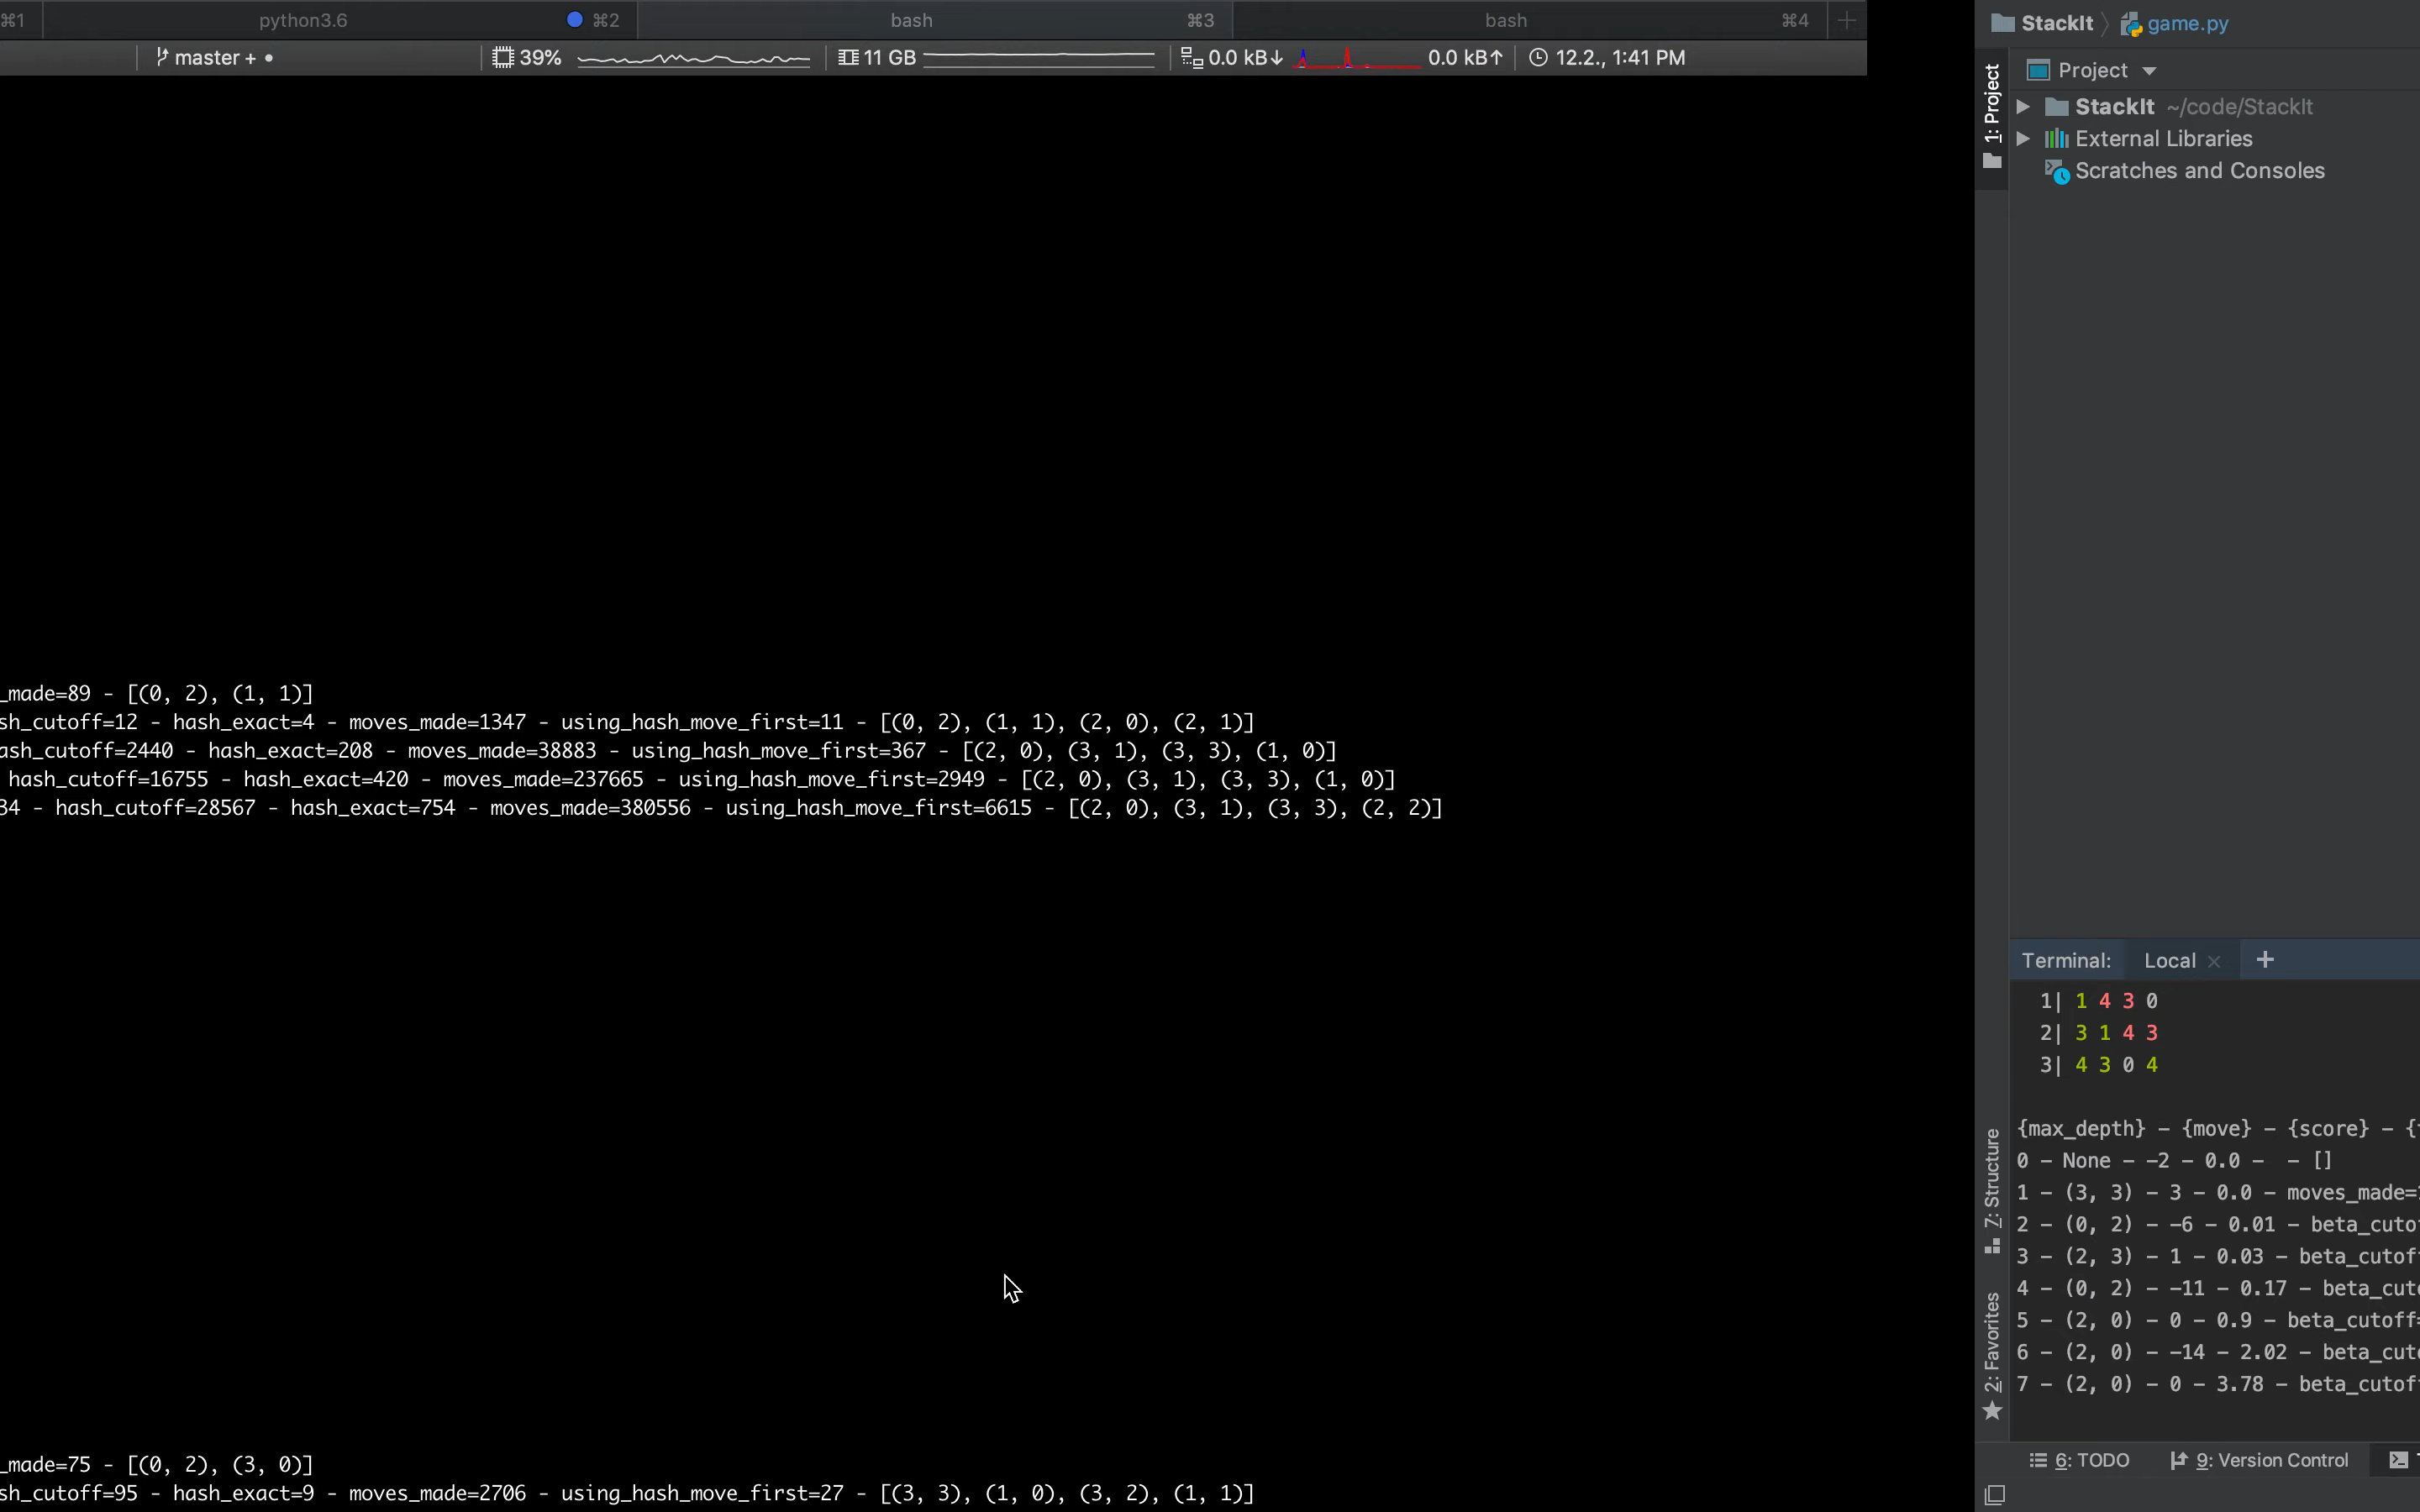 ⌘1 python3.6 ⌘2 bash ⌘3 bash ⌘4 +
master + • 39% 11 GB 0.0 kB↓ 0.0 kB↑ 12.2., 1:41 PM
_made=89 - [(0, 2), (1, 1)]
sh_cutoff=12 - hash_exact=4 - moves_made=1347 - using_hash_move_first=11 - [(0, 2), (1, 1), (2, 0), (2, 1)]
ash_cutoff=2440 - hash_exact=208 - moves_made=38883 - using_hash_move_first=367 - [(2, 0), (3, 1), (3, 3), (1, 0)]
hash_cutoff=16755 - hash_exact=420 - moves_made=237665 - using_hash_move_first=2949 - [(2, 0), (3, 1), (3, 3), (1, 0)]
34 - hash_cutoff=28567 - hash_exact=754 - moves_made=380556 - using_hash_move_first=6615 - [(2, 0), (3, 1), (3, 3), (2, 2)]
_made=75 - [(0, 2), (3, 0)]
sh_cutoff=95 - hash_exact=9 - moves_made=2706 - using_hash_move_first=27 - [(3, 3), (1, 0), (3, 2), (1, 1)]
StackIt game.py
1: Project
Project
StackIt ~/code/StackIt
External Libraries
Scratches and Consoles
Terminal: Local × +
1| 1 4 3 0
2| 3 1 4 3
3| 4 3 0 4
{max_depth} - {move} - {score} - {
0 - None - -2 - 0.0 -  - []
1 - (3, 3) - 3 - 0.0 - moves_made=
2 - (0, 2) - -6 - 0.01 - beta_cuto
3 - (2, 3) - 1 - 0.03 - beta_cutof
4 - (0, 2) - -11 - 0.17 - beta_cut
5 - (2, 0) - 0 - 0.9 - beta_cutoff
6 - (2, 0) - -14 - 2.02 - beta_cut
7 - (2, 0) - 0 - 3.78 - beta_cutof
7: Structure
2: Favorites
6: TODO 9: Version Control